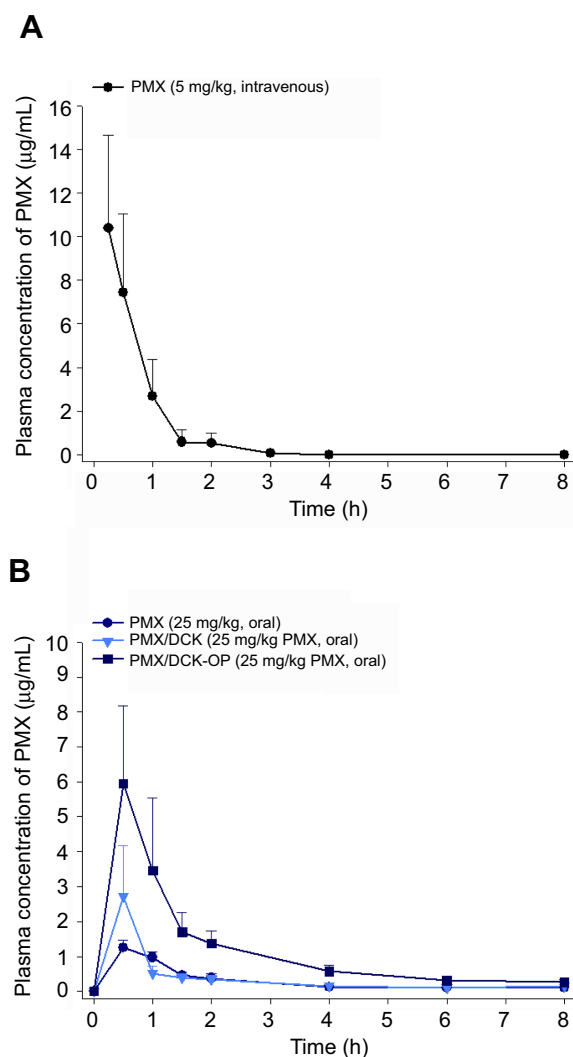 A
PMX (5 mg/kg, intravenous)
Plasma concentration of PMX (μg/mL)
16
14
12
10
8
6
4
2
0
0 1 2 3 4 5 6 7 8
Time (h)
B
PMX (25 mg/kg, oral)
PMX/DCK (25 mg/kg PMX, oral)
PMX/DCK-OP (25 mg/kg PMX, oral)
Plasma concentration of PMX (μg/mL)
10
9
8
7
6
5
4
3
2
1
0
0 1 2 3 4 5 6 7 8
Time (h)